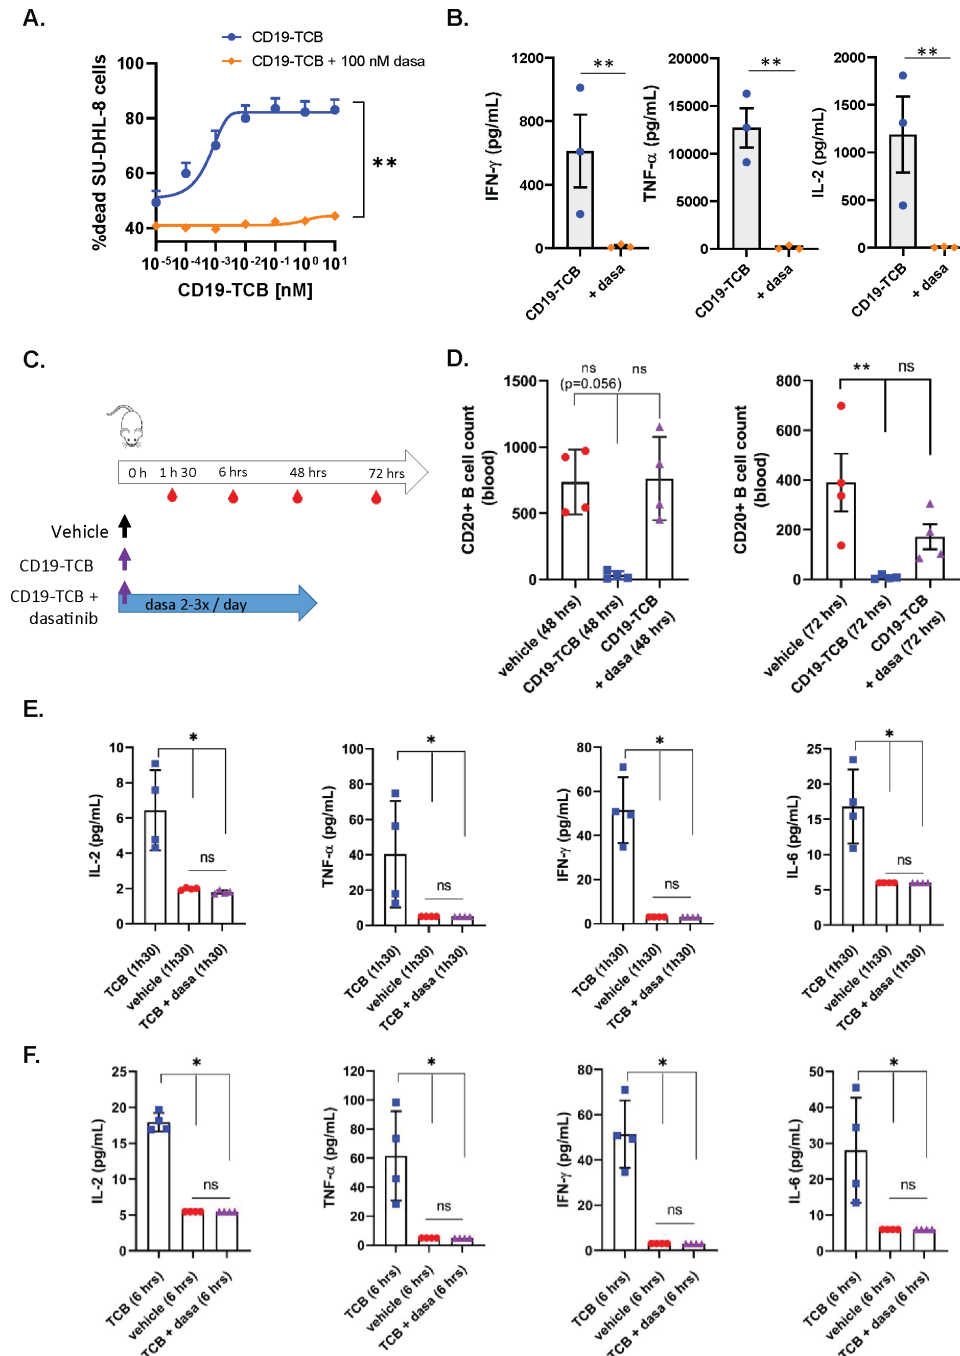 A.
CD19-TCB
CD19-TCB + 100 nM dasa
%dead SU-DHL-8 cells
100
80
60
40
10-5 10-4 10-3 10-2 10-1 100 101
CD19-TCB [nM]
**
B.
IFN-γ (pg/mL)
1200
800
400
0
**
CD19-TCB
+ dasa
TNF-α (pg/mL)
20000
15000
10000
5000
0
**
CD19-TCB
+ dasa
IL-2 (pg/mL)
2000
1500
1000
500
0
**
CD19-TCB
+ dasa
C.
0 h 1 h 30 6 hrs 48 hrs 72 hrs
Vehicle
CD19-TCB
CD19-TCB +
dasatinib
dasa 2-3x / day
D.
CD20+ B cell count
(blood)
1500
1000
500
0
ns
(p=0.056)
ns
vehicle (48 hrs)
CD19-TCB (48 hrs)
CD19-TCB
+ dasa (48 hrs)
CD20+ B cell count
(blood)
800
600
400
200
0
**
ns
vehicle (72 hrs)
CD19-TCB (72 hrs)
CD19-TCB
+ dasa (72 hrs)
E.
IL-2 (pg/mL)
10
8
6
4
2
0
*
ns
TCB (1h30)
vehicle (1h30)
TCB + dasa (1h30)
TNF-α (pg/mL)
100
80
60
40
20
0
*
ns
TCB (1h30)
vehicle (1h30)
TCB + dasa (1h30)
IFN-γ (pg/mL)
80
60
40
20
0
*
ns
TCB (1h30)
vehicle (1h30)
TCB + dasa (1h30)
IL-6 (pg/mL)
25
20
15
10
5
0
*
ns
TCB (1h30)
vehicle (1h30)
TCB + dasa (1h30)
F.
IL-2 (pg/mL)
25
20
15
10
5
0
*
ns
TCB (6 hrs)
vehicle (6 hrs)
TCB + dasa (6 hrs)
TNF-α (pg/mL)
120
100
80
60
40
20
0
*
ns
TCB (6 hrs)
vehicle (6 hrs)
TCB + dasa (6 hrs)
IFN-γ (pg/mL)
80
60
40
20
0
*
ns
TCB (6 hrs)
vehicle (6 hrs)
TCB + dasa (6 hrs)
IL-6 (pg/mL)
50
40
30
20
10
0
*
ns
TCB (6 hrs)
vehicle (6 hrs)
TCB + dasa (6 hrs)